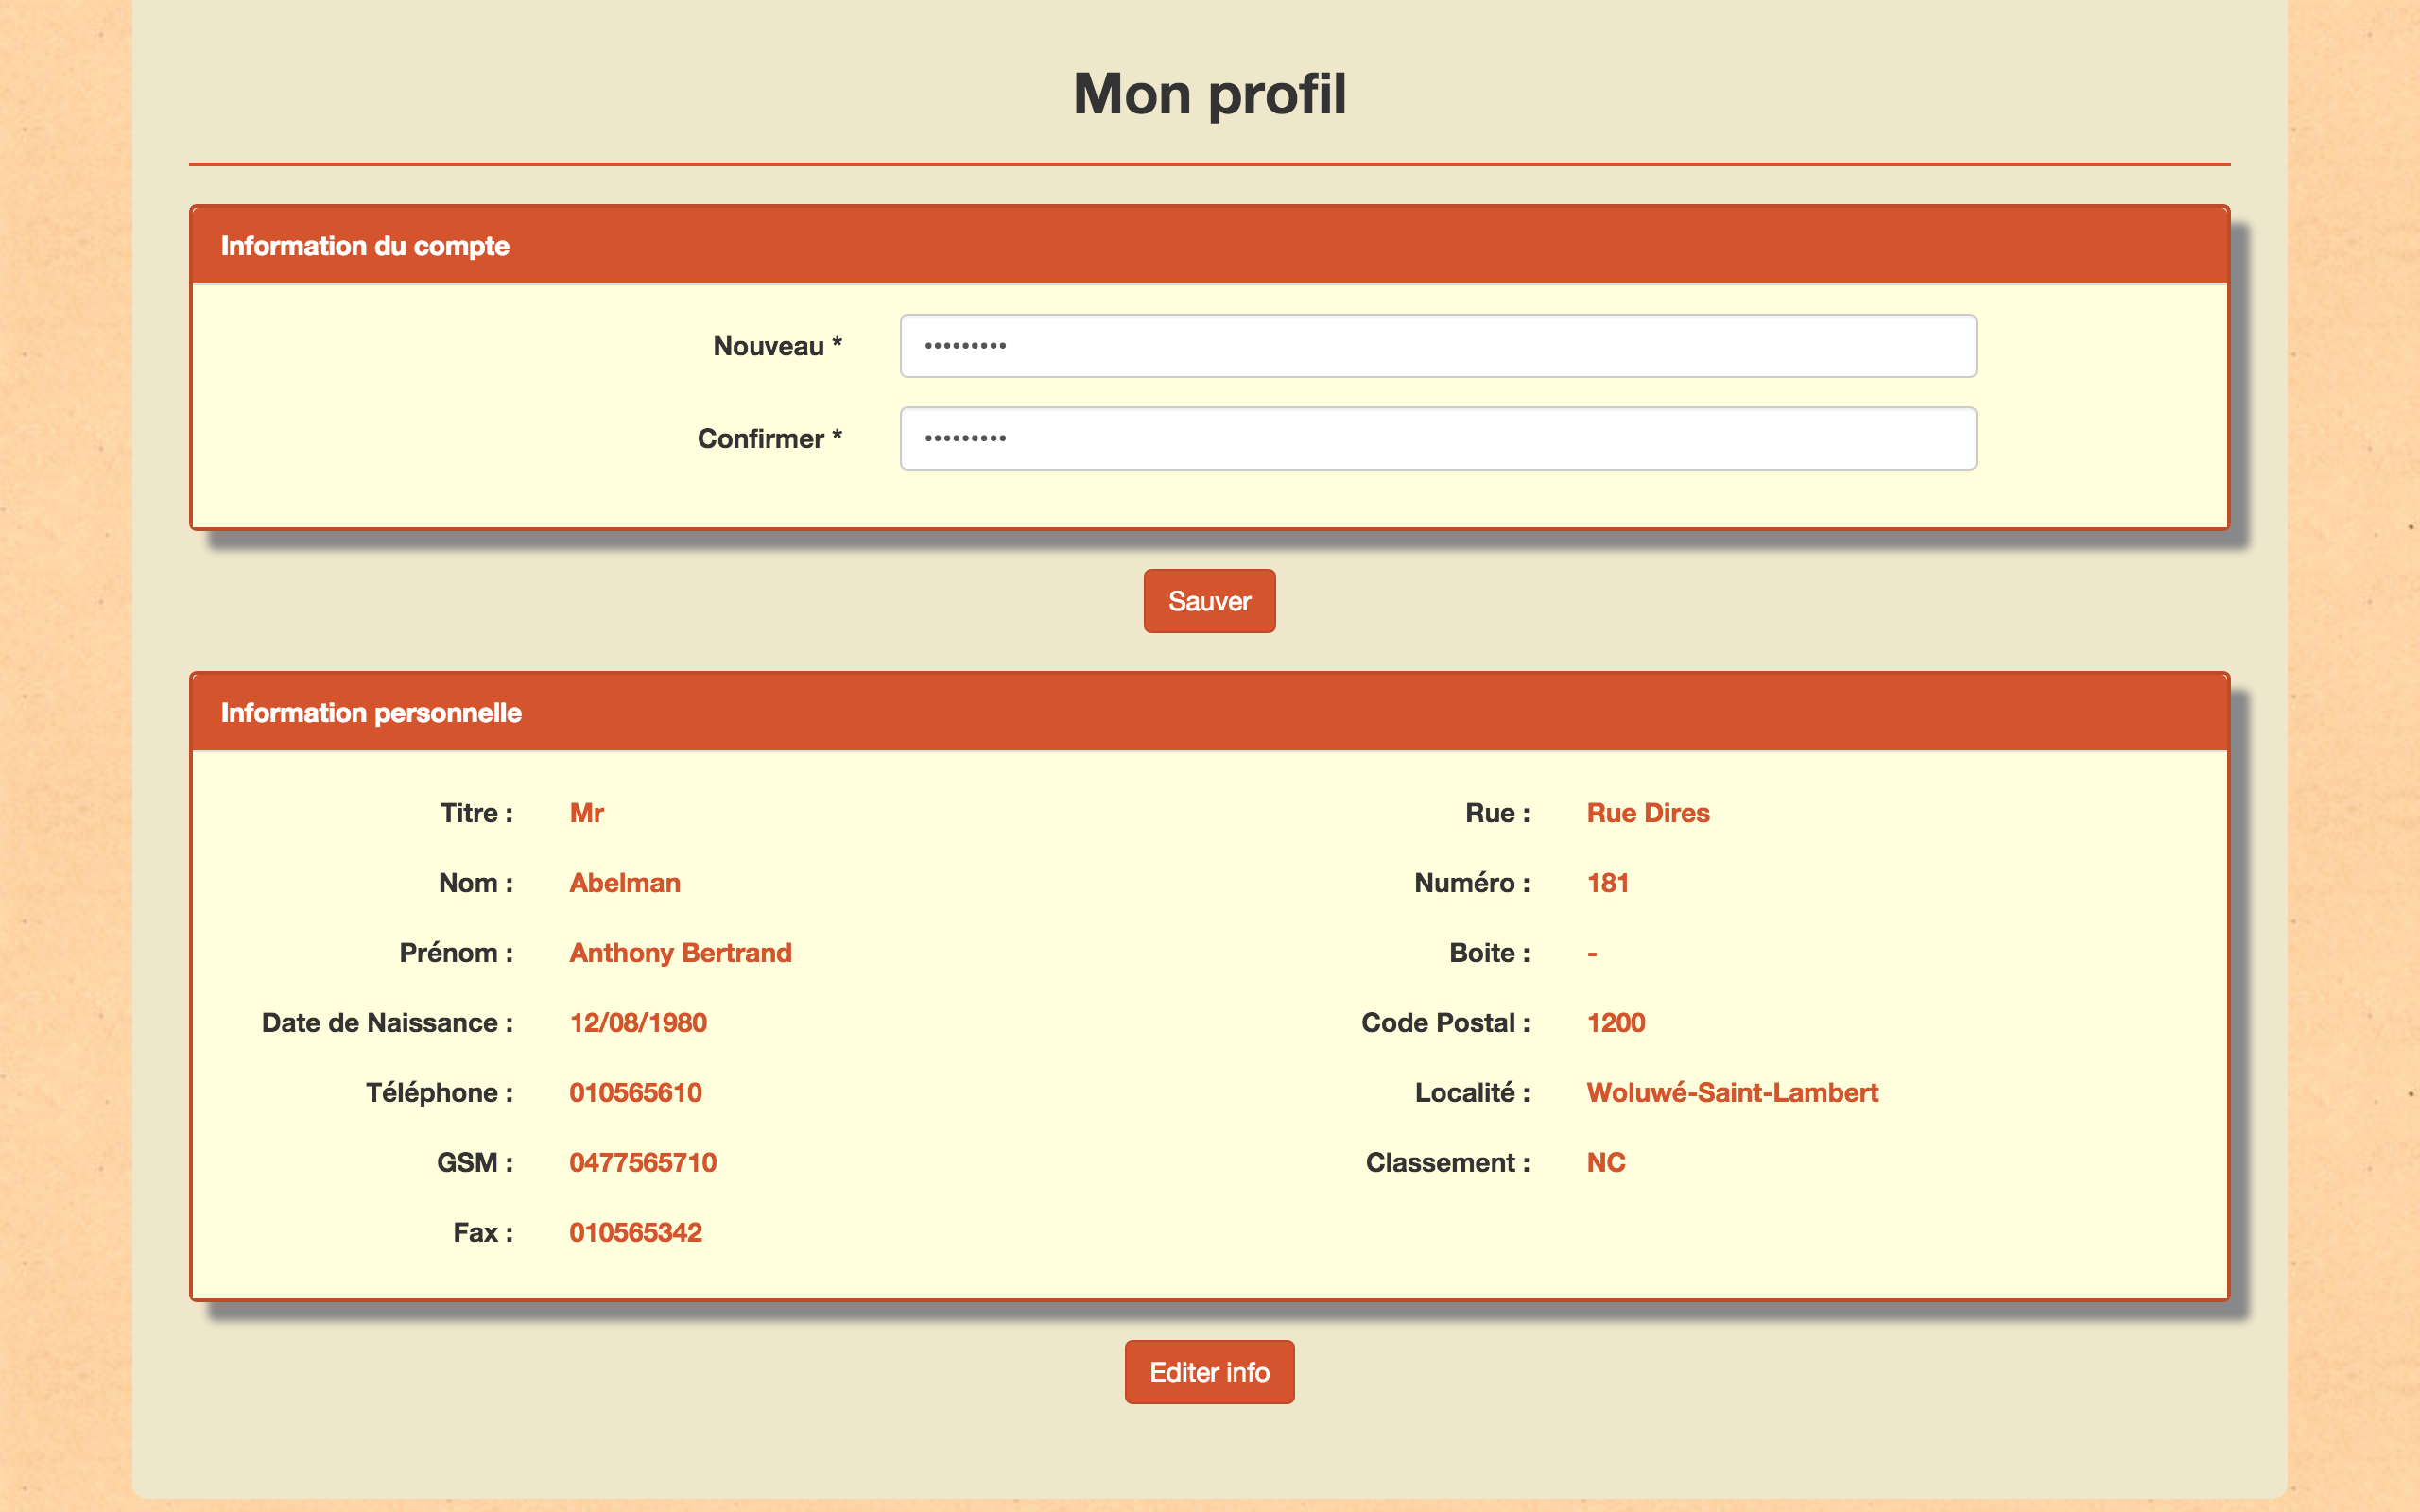 Mon profil
Information du compte
Nouveau * •••••••••
Confirmer * •••••••••
Sauver
Information personnelle
Titre : Mr
Nom : Abelman
Prénom : Anthony Bertrand
Date de Naissance : 12/08/1980
Téléphone : 010565610
GSM : 0477565710
Fax : 010565342
Rue : Rue Dires
Numéro : 181
Boite : -
Code Postal : 1200
Localité : Woluwé-Saint-Lambert
Classement : NC
Editer info